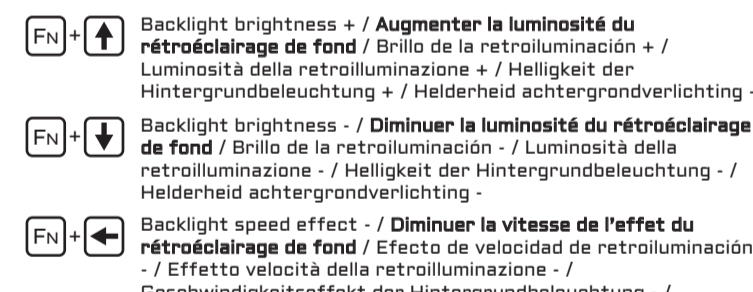 FN + ↑ Backlight brightness + / Augmenter la luminosité du
rétroéclairage de fond / Brillo de la retroiluminación + /
Luminosità della retroilluminazione + / Helligkeit der
Hintergrundbeleuchtung + / Helderheid achtergrondverlichting -
FN + ↓ Backlight brightness - / Diminuer la luminosité du rétroéclairage
de fond / Brillo de la retroiluminación - / Luminosità della
retroilluminazione - / Helligkeit der Hintergrundbeleuchtung - /
Helderheid achtergrondverlichting -
FN + ← Backlight speed effect - / Diminuer la vitesse de l'effet du
rétroéclairage de fond / Efecto de velocidad de retroiluminación
- / Effetto velocità della retroilluminazione - /
Geschwindigkeitseffekt der Hintergrundbeleuchtung - /